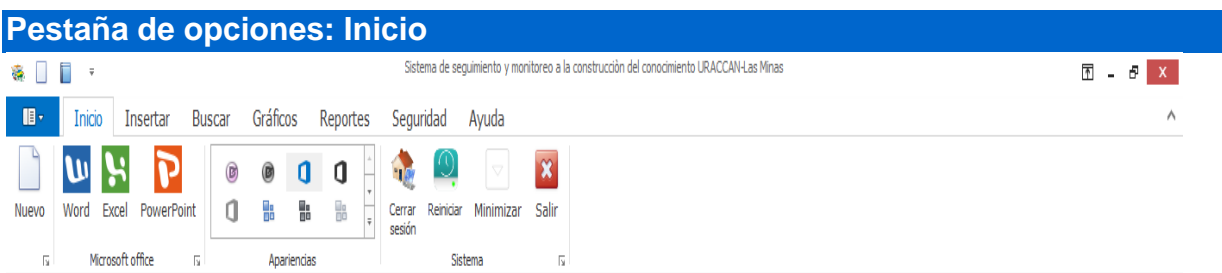 Pestaña de opciones: Inicio
Sistema de seguimiento y monitoreo a la construcción del conocimiento URACCAN-Las Minas
Inicio Insertar Buscar Gráficos Reportes Seguridad Ayuda
Nuevo Word Excel PowerPoint Cerrar sesión Reiniciar Minimizar Salir
Microsoft office Apariencias Sistema